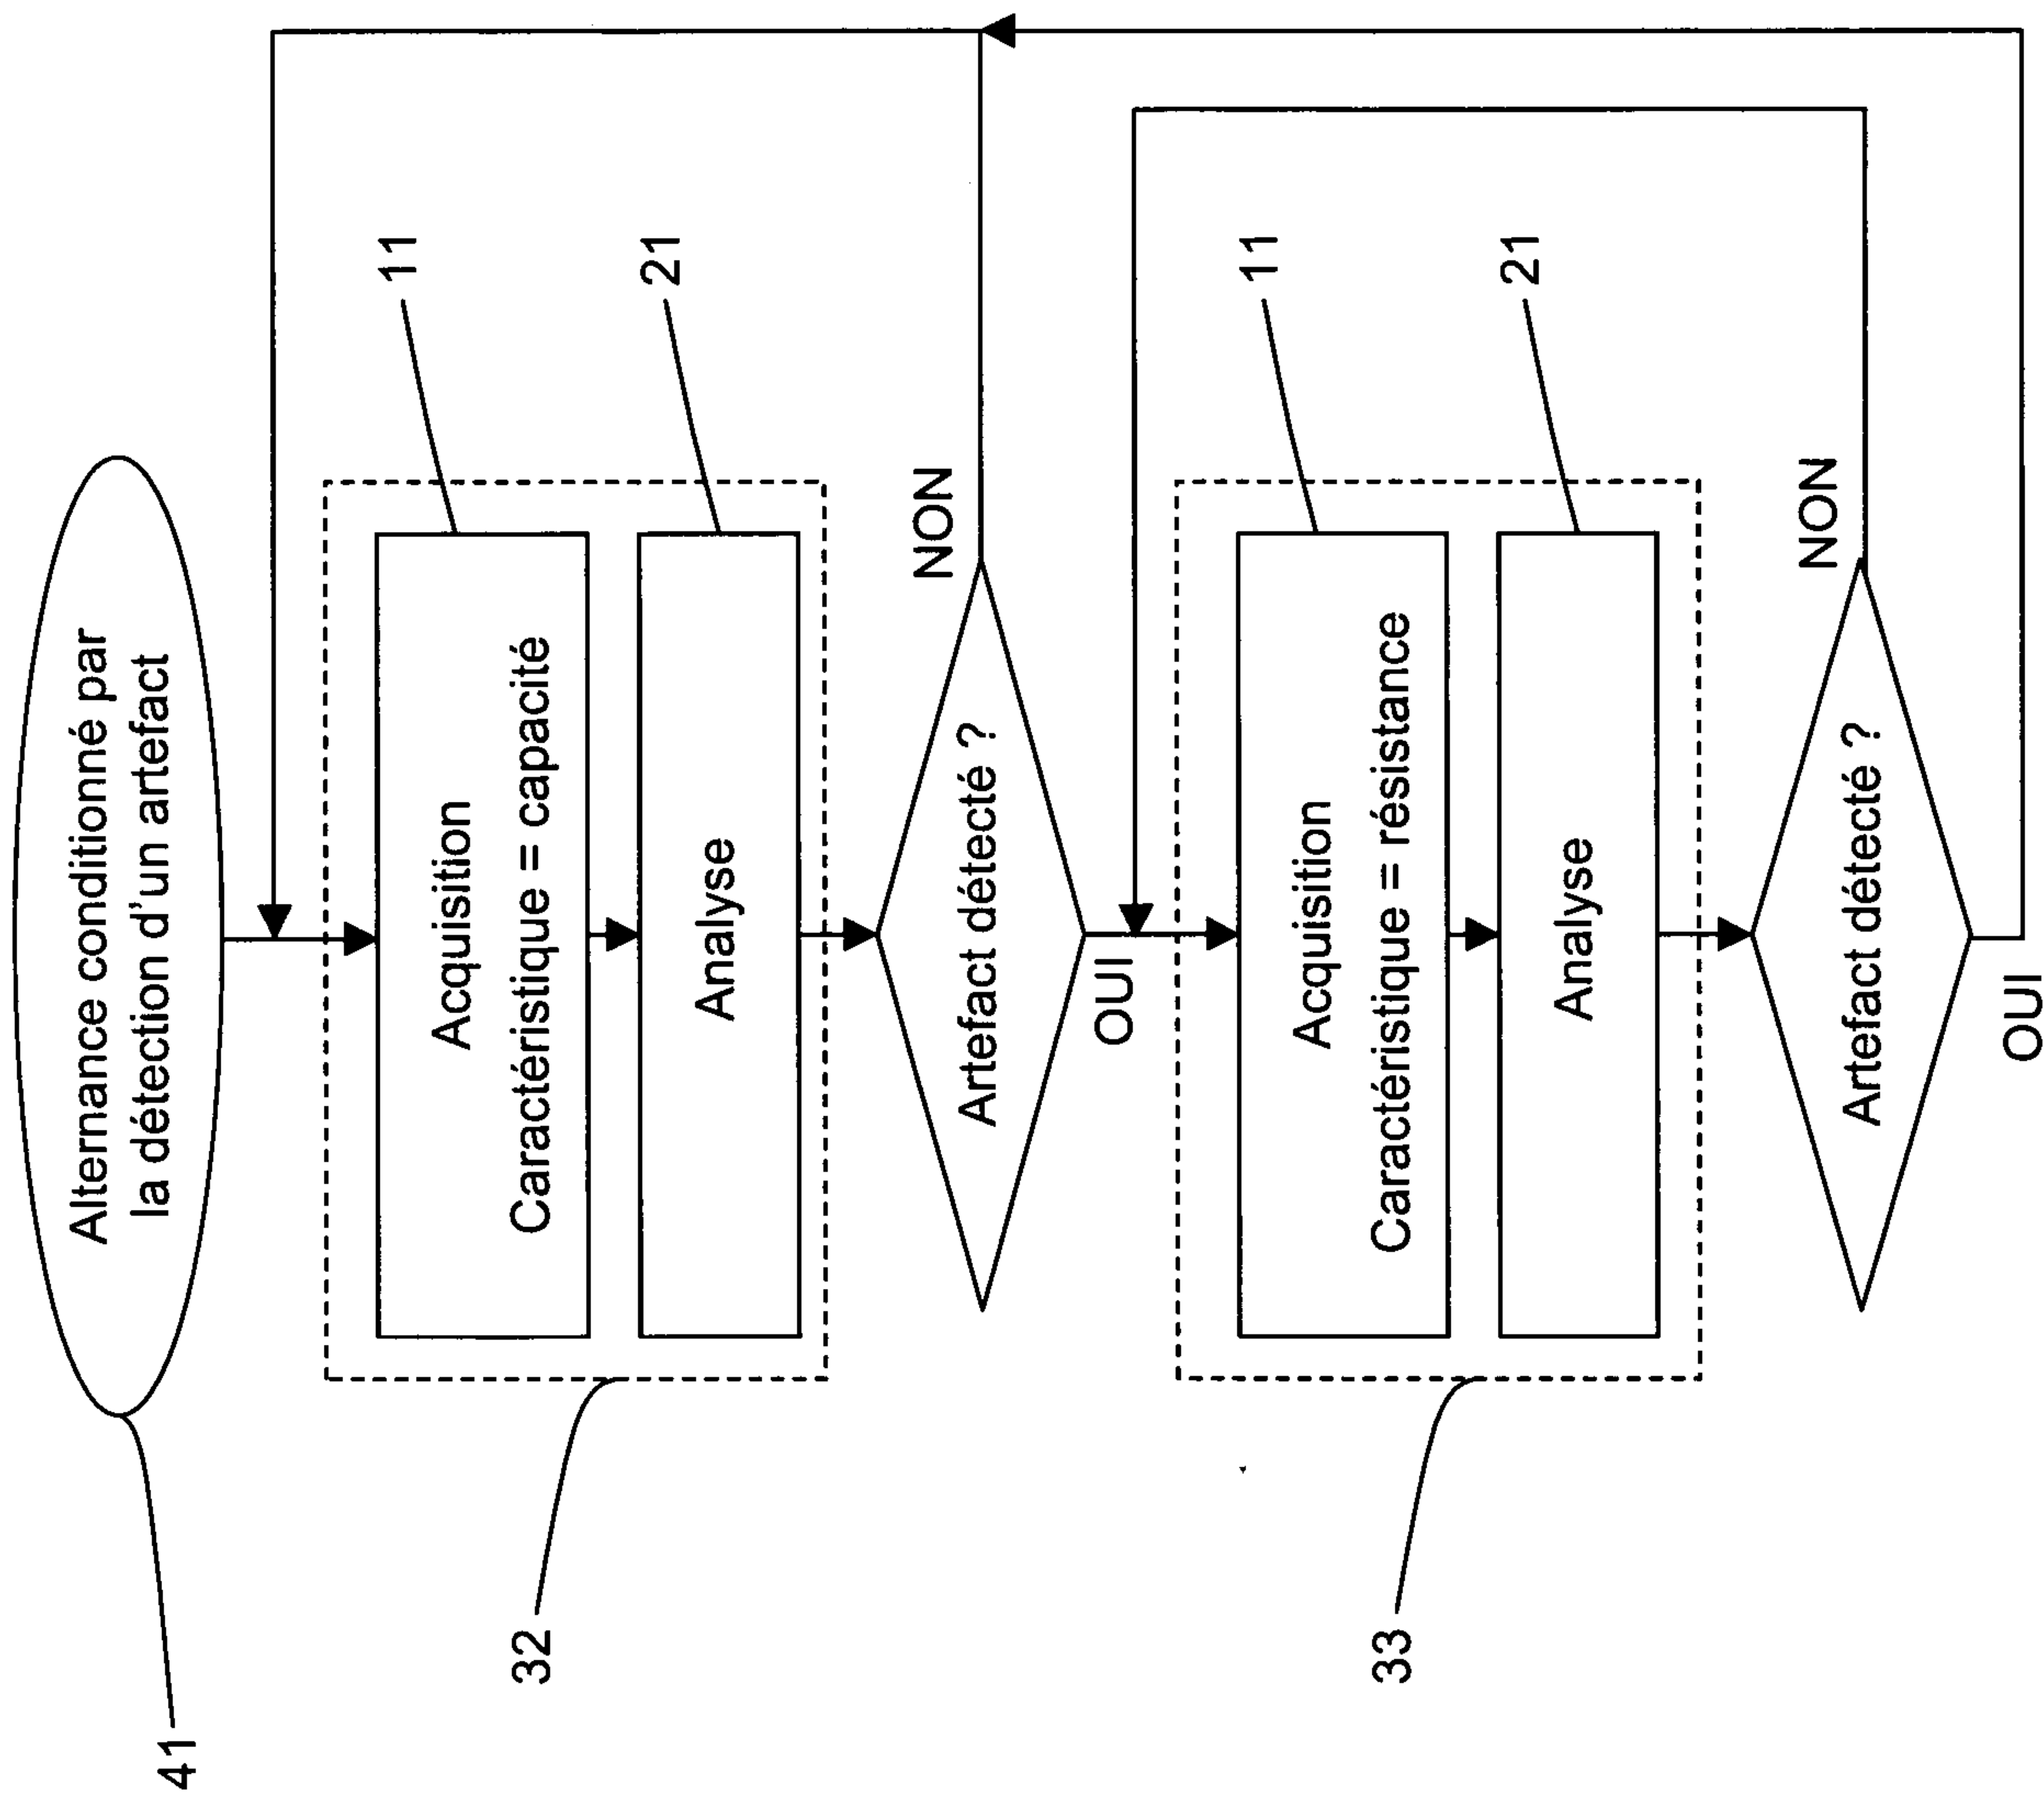 41
Alternance conditionné par
la détection d'un artefact
32
Acquisition
Caractéristique = capacité
11
Analyse
21
Artefact détecté ?
NON
OUI
33
Acquisition
Caractéristique = résistance
11
Analyse
21
Artefact détecté ?
NON
OUI